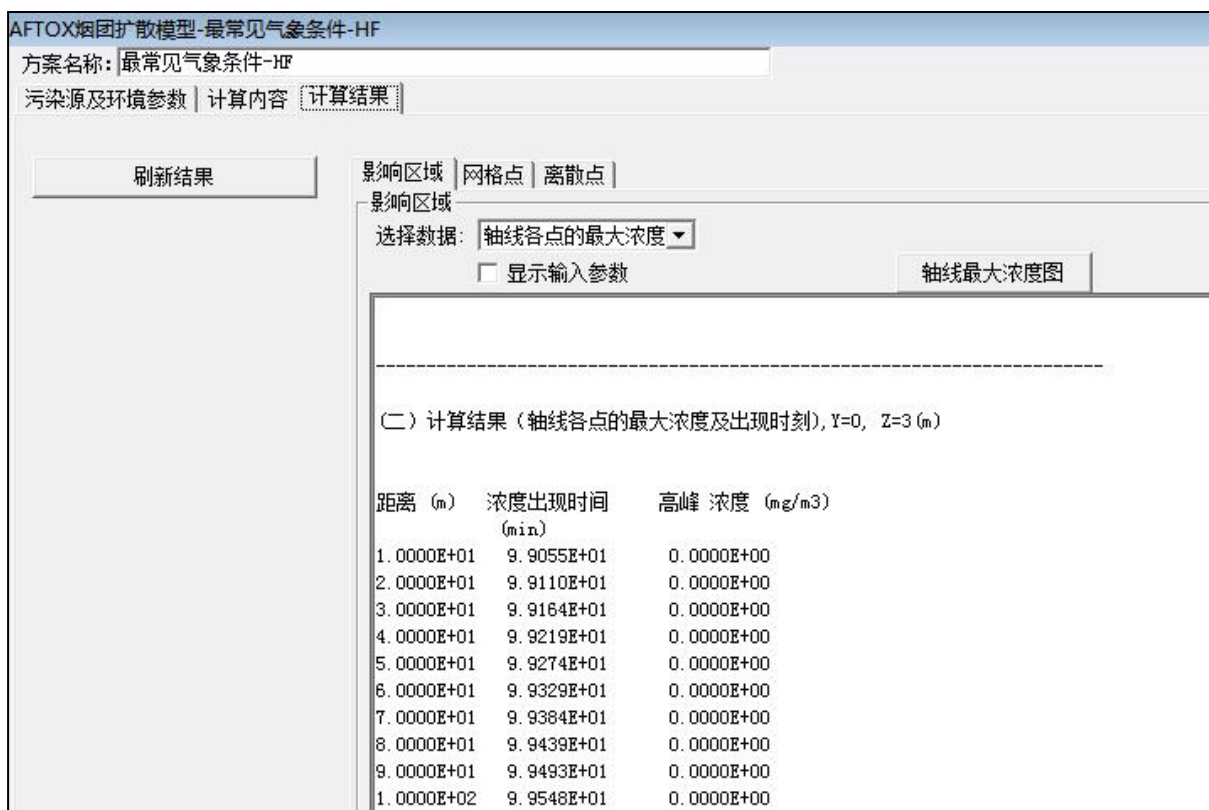 AFTOX烟团扩散模型-最常见气象条件-HF
方案名称: 最常见气象条件-HF
污染源及环境参数 计算内容 计算结果
刷新结果
影响区域 网格点 离散点
影响区域
选择数据: 轴线各点的最大浓度
显示输入参数 轴线最大浓度图
----------------------------------------------------------------------
(二)计算结果(轴线各点的最大浓度及出现时刻),Y=0, Z=3(m)
距离 (m) 浓度出现时间 高峰 浓度 (mg/m3)
(min)
1.0000E+01 9.9055E+01 0.0000E+00
2.0000E+01 9.9110E+01 0.0000E+00
3.0000E+01 9.9164E+01 0.0000E+00
4.0000E+01 9.9219E+01 0.0000E+00
5.0000E+01 9.9274E+01 0.0000E+00
6.0000E+01 9.9329E+01 0.0000E+00
7.0000E+01 9.9384E+01 0.0000E+00
8.0000E+01 9.9439E+01 0.0000E+00
9.0000E+01 9.9493E+01 0.0000E+00
1.0000E+02 9.9548E+01 0.0000E+00